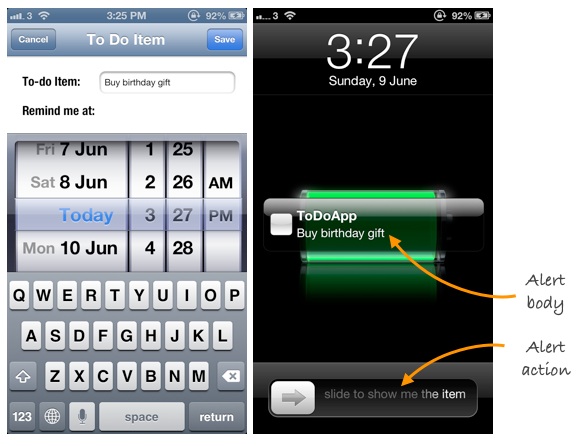 3 3:25 PM 92%
Cancel To Do Item Save
To-do Item: Buy birthday gift
Remind me at:
Fri 7 Jun 1 25
Sat 8 Jun 2 26 AM
Today 3 27 PM
Mon 10 Jun 4 28
Q W E R T Y U I O P
A S D F G H J K L
Z X C V B N M
123 space return
3 92%
3:27
Sunday, 9 June
ToDoApp
Buy birthday gift
slide to show me the item
Alert
body
Alert
action